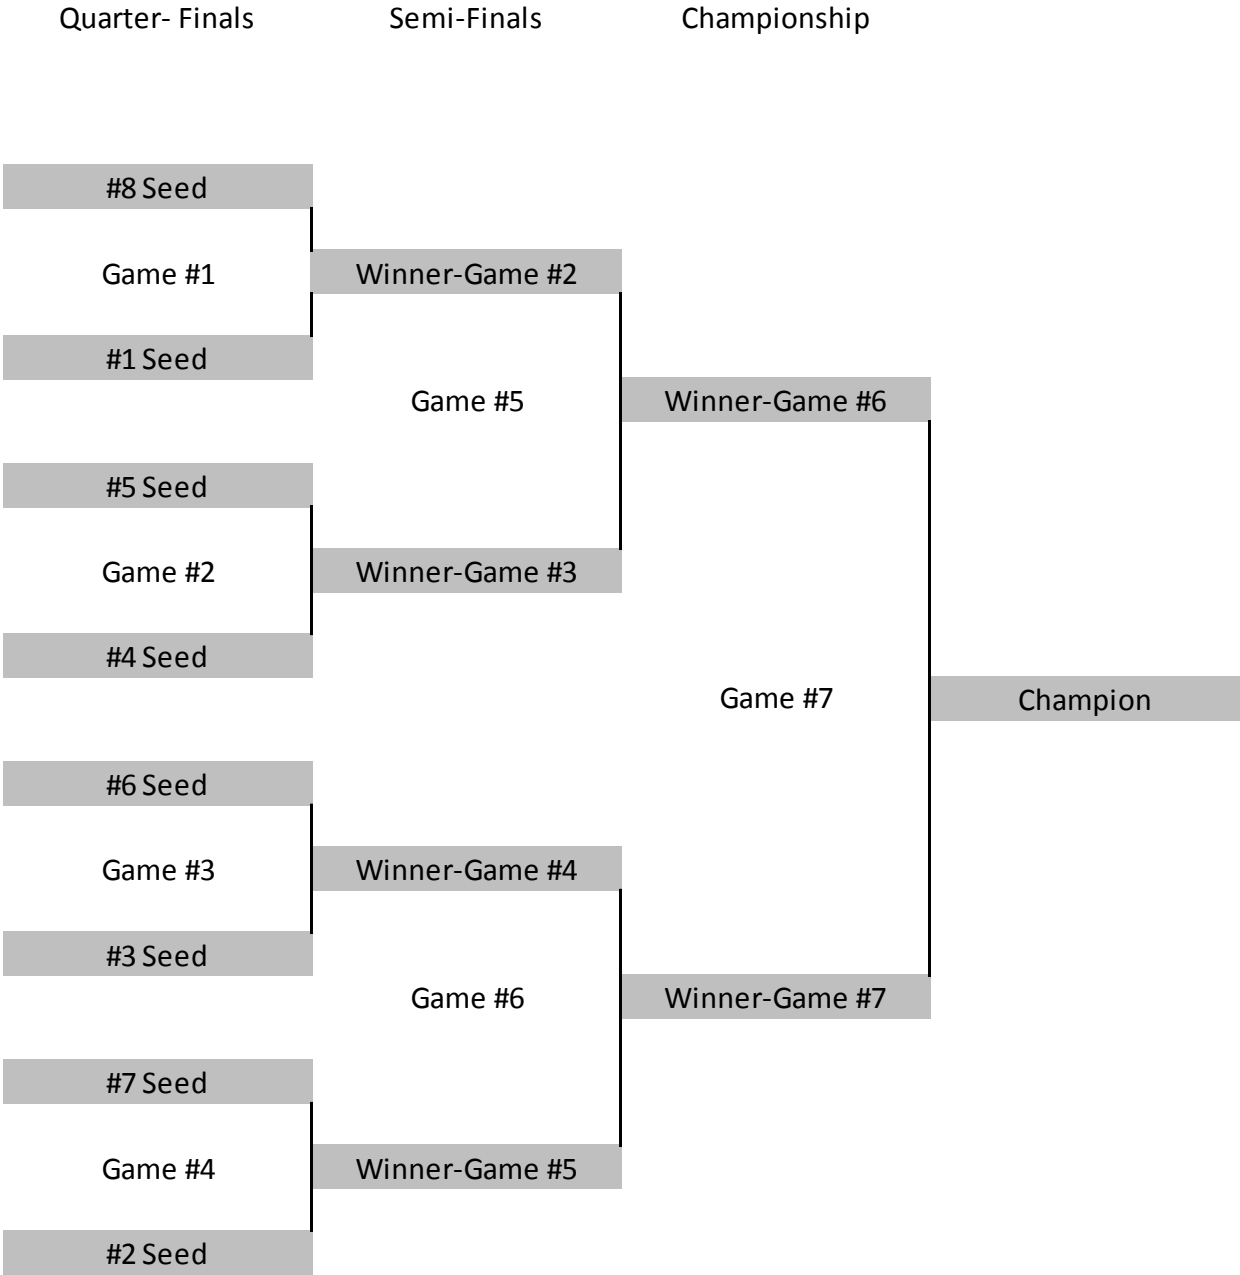 Quarter- Finals
Semi-Finals
Championship
#8 Seed
Game #1
Winner-Game #2
#1 Seed
Game #5
Winner-Game #6
#5 Seed
Game #2
Winner-Game #3
#4 Seed
Game #7
Champion
#6 Seed
Game #3
Winner-Game #4
#3 Seed
Game #6
Winner-Game #7
#7 Seed
Game #4
Winner-Game #5
#2 Seed